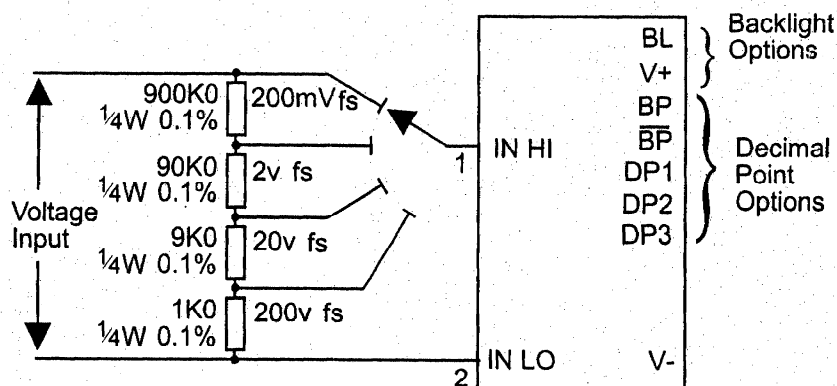 Backlight
Options
BL
V+
BP
BP
DP1
DP2
DP3
Decimal
Point
Options
V-
900K0
¼W 0.1%
200mVfs
90K0
¼W 0.1%
2v fs
9K0
¼W 0.1%
20v fs
1K0
¼W 0.1%
200v fs
Voltage
Input
1
IN HI
2
IN LO